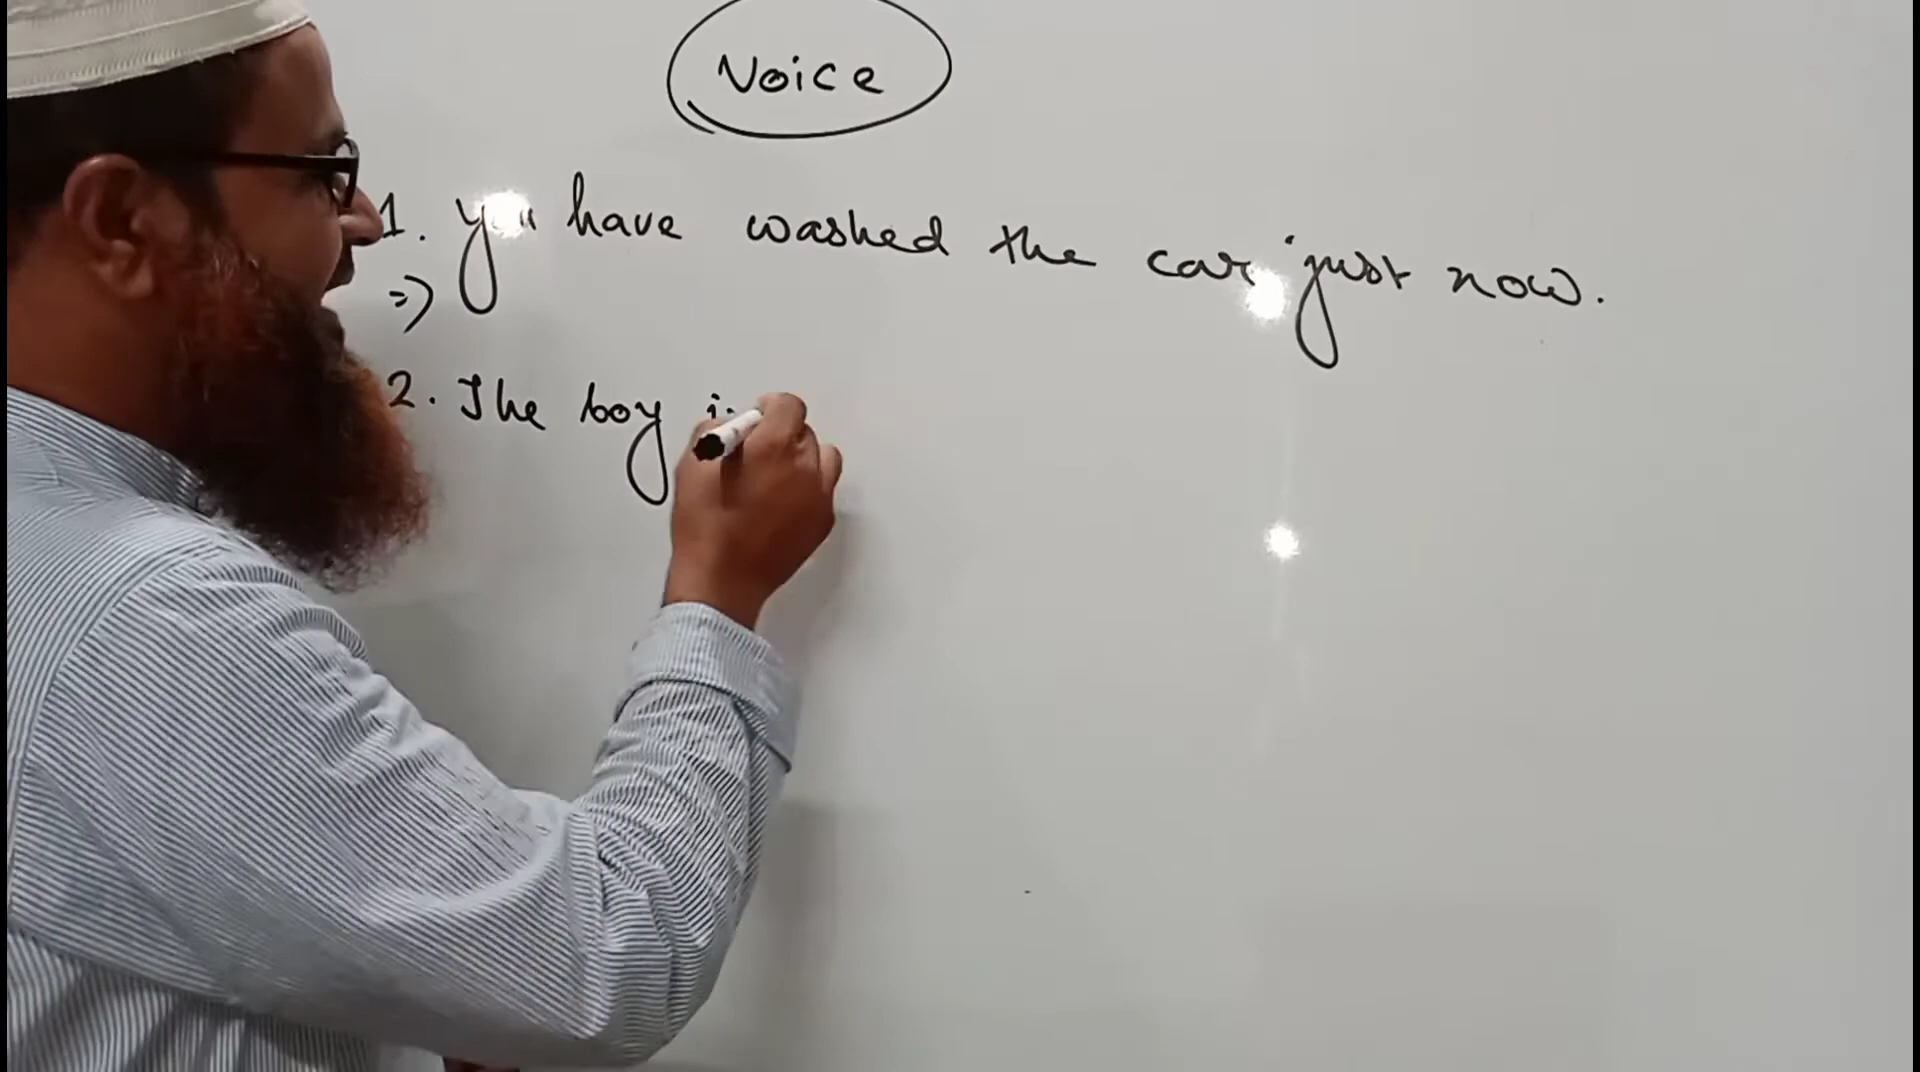 Voice
1. you have washed the car just now.
=>
2. The boy